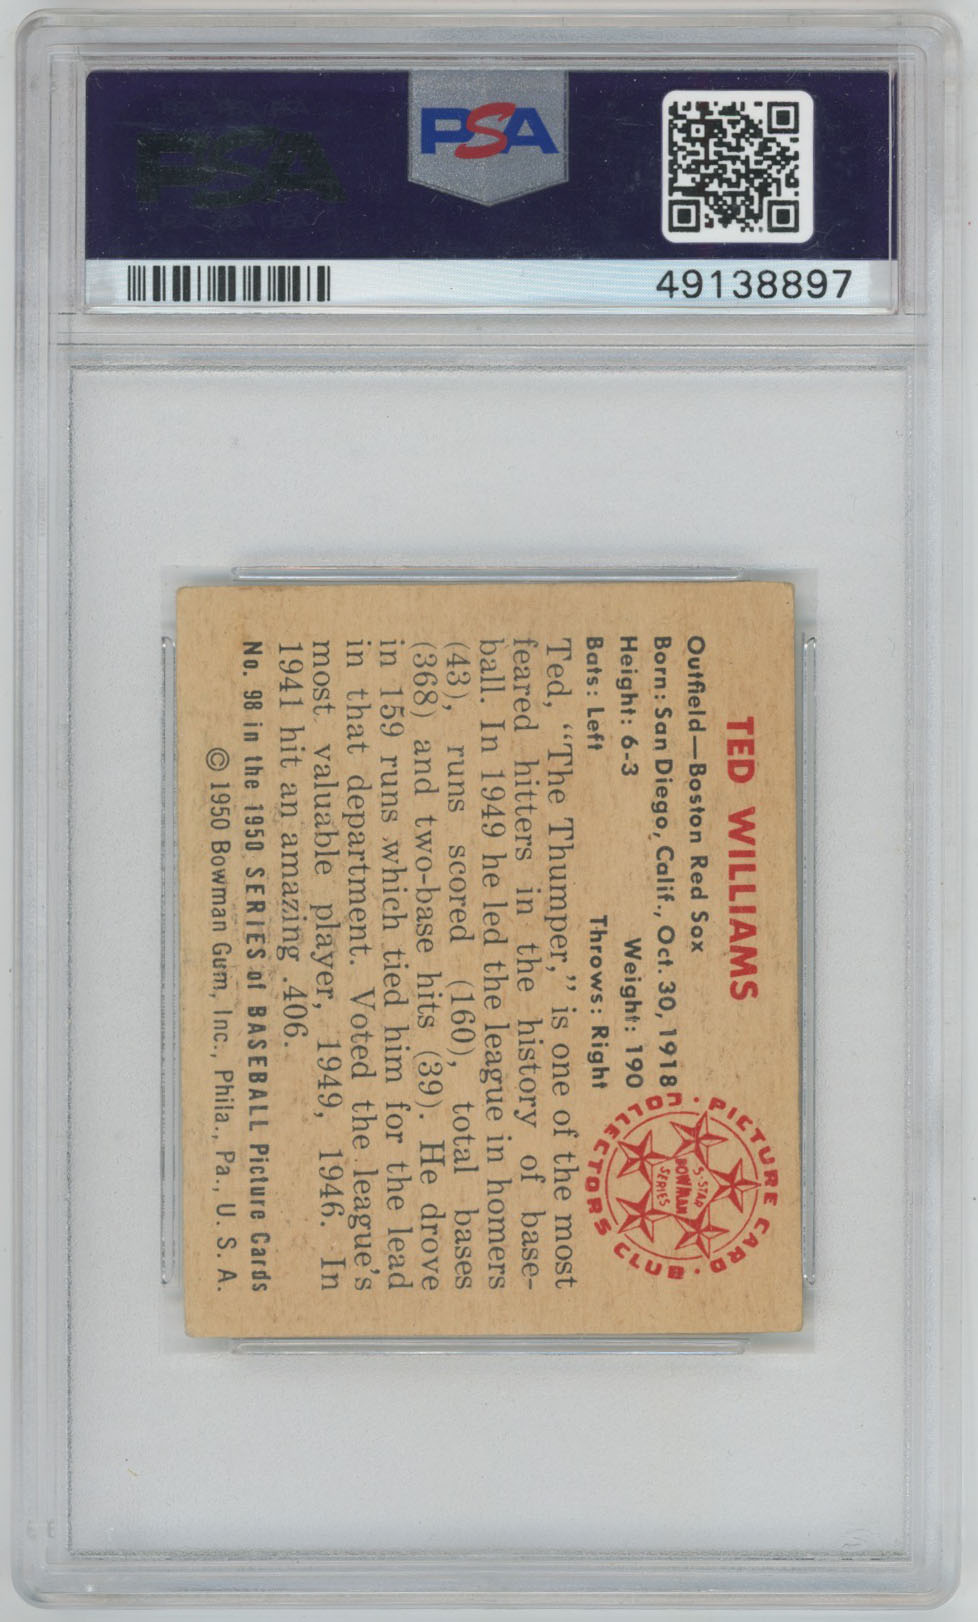 PSA
PSA
49138897
TED WILLIAMS
Outfield—Boston Red Sox
Born: San Diego, Calif., Oct. 30, 1918
Height: 6-3 Weight: 190
Bats: Left Throws: Right
Ted, “The Thumper,” is one of the most
feared hitters in the history of base-
ball. In 1949 he led the league in homers
(43), runs scored (160), total bases
(368) and two-base hits (39). He drove
in 159 runs which tied him for the lead
in that department. Voted the league's
most valuable player, 1949, 1946. In
1941 hit an amazing .406.
No. 98 in the 1950 SERIES of BASEBALL Picture Cards
© 1950 Bowman Gum, Inc., Phila., Pa., U. S. A.
PICTURE CARD · COLLECTORS CLUB ·
5-STAR
BOWMAN
SERIES